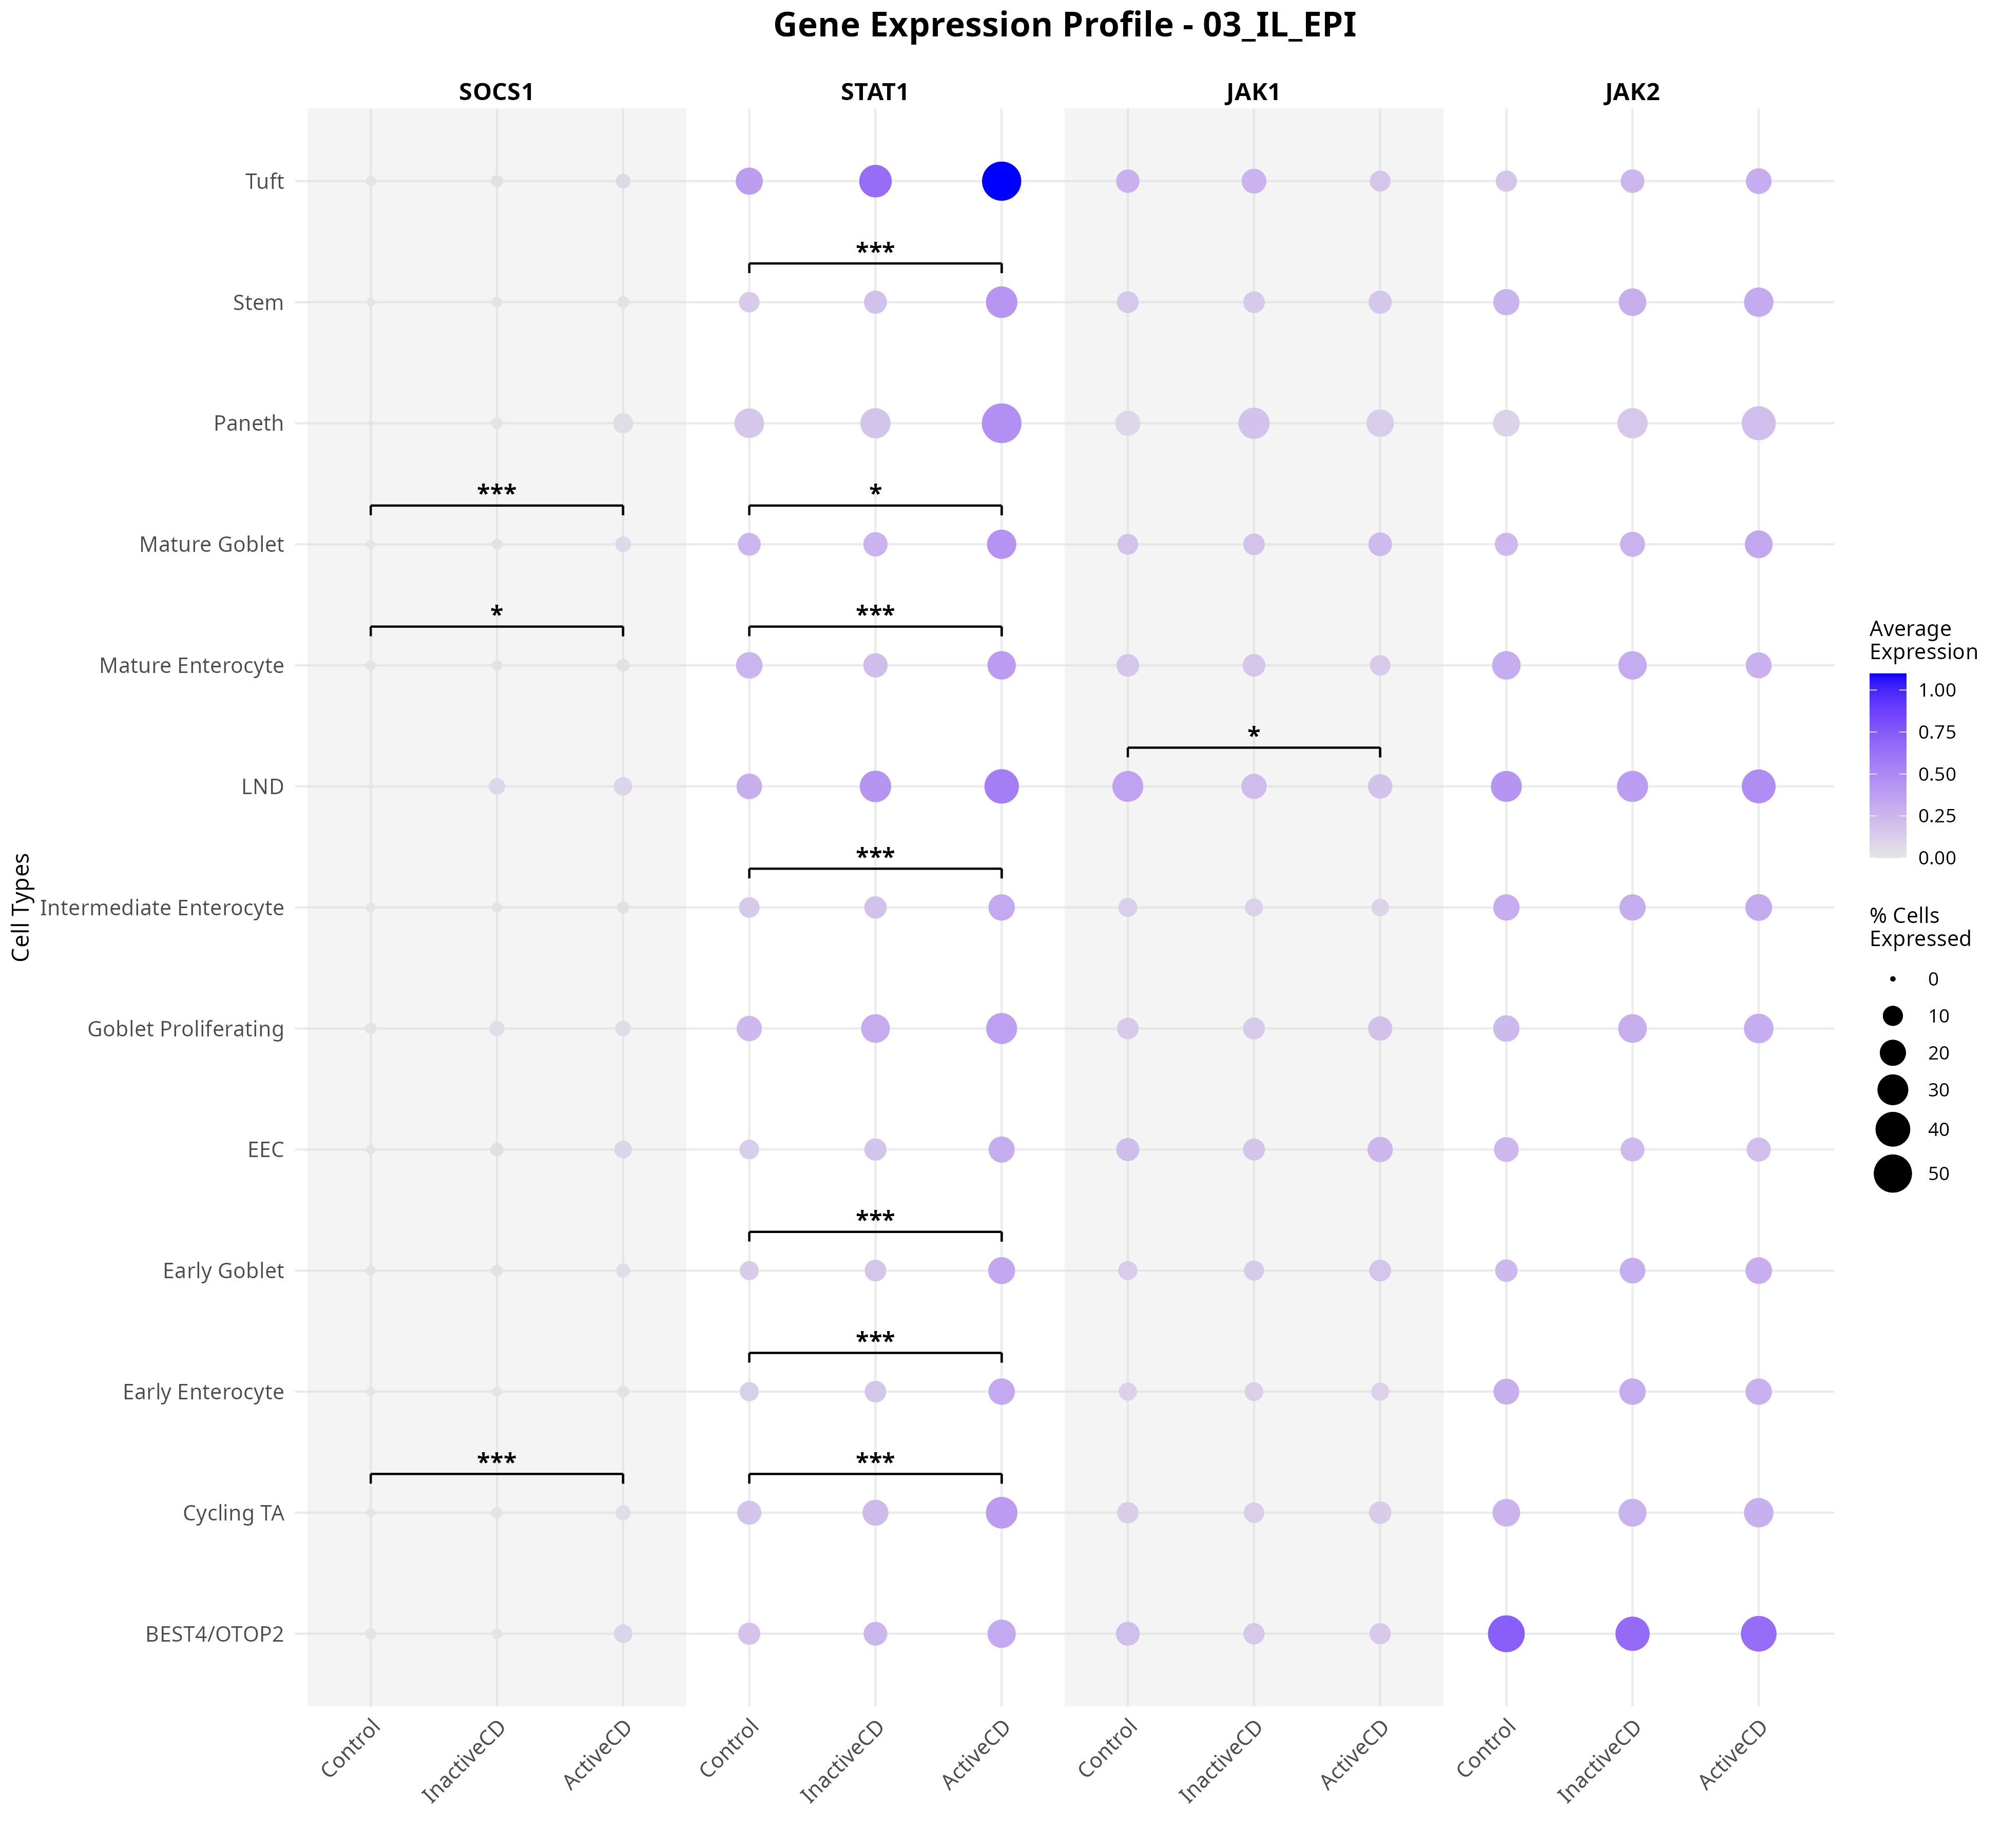 Gene Expression Profile - 03_IL_EPI
SOCS1 STAT1 JAK1 JAK2
Tuft
***
Stem
Paneth
*** *
Mature Goblet
* ***
Mature Enterocyte
*
LND
***
Intermediate Enterocyte
Goblet Proliferating
EEC
***
Early Goblet
***
Early Enterocyte
*** ***
Cycling TA
BEST4/OTOP2
Cell Types
Control InactiveCD ActiveCD Control InactiveCD ActiveCD Control InactiveCD ActiveCD Control InactiveCD ActiveCD
Average
Expression
1.00
0.75
0.50
0.25
0.00
% Cells
Expressed
0
10
20
30
40
50